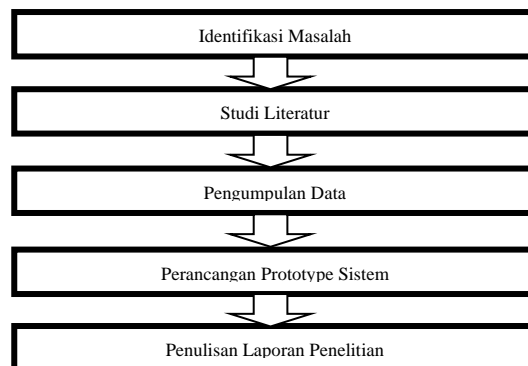 Identifikasi Masalah
Studi Literatur
Pengumpulan Data
Perancangan Prototype Sistem
Penulisan Laporan Penelitian